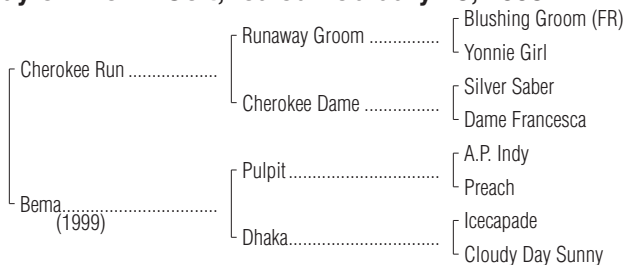 Blushing Groom (FR)
Runaway Groom ................
Yonnie Girl
Cherokee Run ....................
Silver Saber
Cherokee Dame .................
Dame Francesca
A.P. Indy
Pulpit...................................
Preach
Bema...................................
(1999)
Icecapade
Dhaka..................................
Cloudy Day Sunny